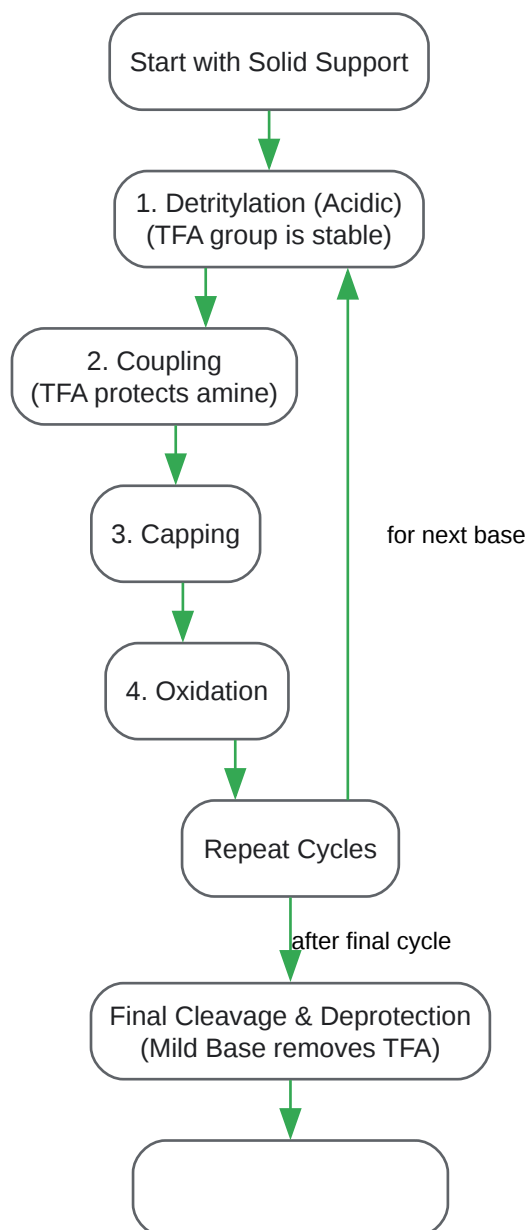 Start with Solid Support
1. Detritylation (Acidic)
(TFA group is stable)
2. Coupling
(TFA protects amine)
3. Capping
for next base
4. Oxidation
Repeat Cycles
after final cycle
Final Cleavage & Deprotection
(Mild Base removes TFA)